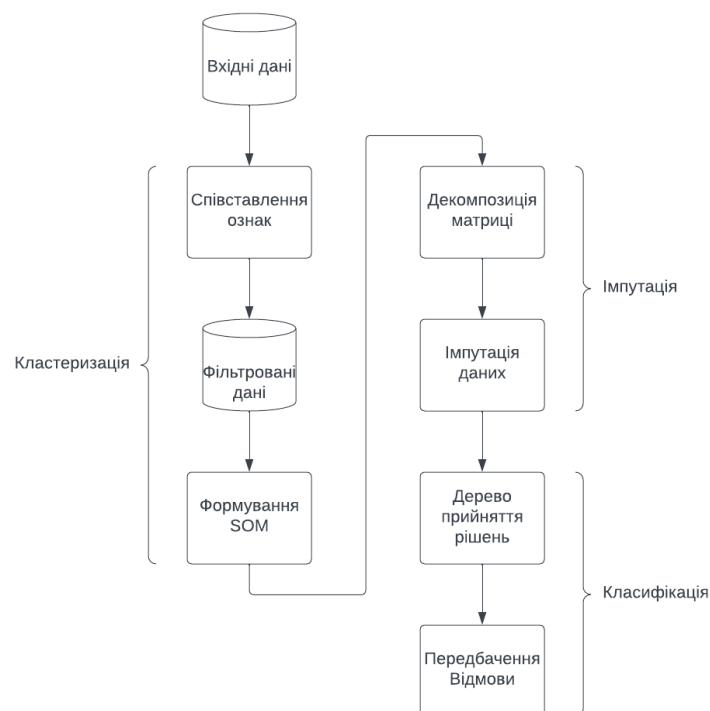 Вхідні дані
Співставлення
ознак
Кластеризація
Фільтровані
дані
Формування
SOM
Декомпозиція
матриці
Імпутація
Імпутація
даних
Дерево
прийняття
рішень
Класифікація
Передбачення
Відмови